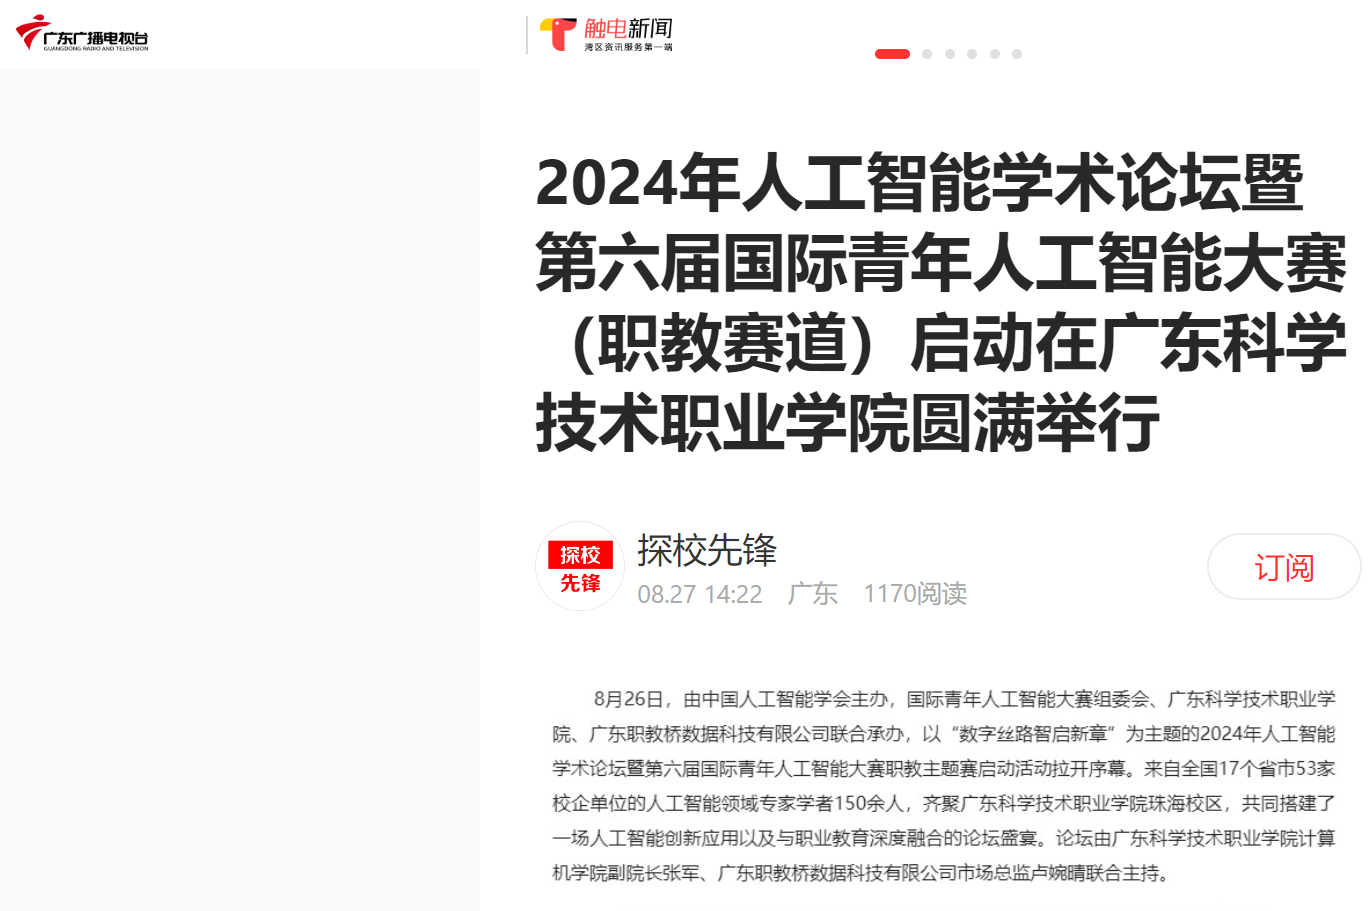 广东广播电视台
GUANGDONG RADIO AND TELEVISION
触电新闻
湾区资讯服务第一端
2024年人工智能学术论坛暨
第六届国际青年人工智能大赛
（职教赛道）启动在广东科学
技术职业学院圆满举行
探校
先锋
探校先锋
08.27 14:22 广东 1170阅读
订阅
8月26日，由中国人工智能学会主办，国际青年人工智能大赛组委会、广东科学技术职业学
院、广东职教桥数据科技有限公司联合承办，以“数字丝路智启新章”为主题的2024年人工智能
学术论坛暨第六届国际青年人工智能大赛职教主题赛启动活动拉开序幕。来自全国17个省市53家
校企单位的人工智能领域专家学者150余人，齐聚广东科学技术职业学院珠海校区，共同搭建了
一场人工智能创新应用以及与职业教育深度融合的论坛盛宴。论坛由广东科学技术职业学院计算
机学院副院长张军、广东职教桥数据科技有限公司市场总监卢婉晴联合主持。